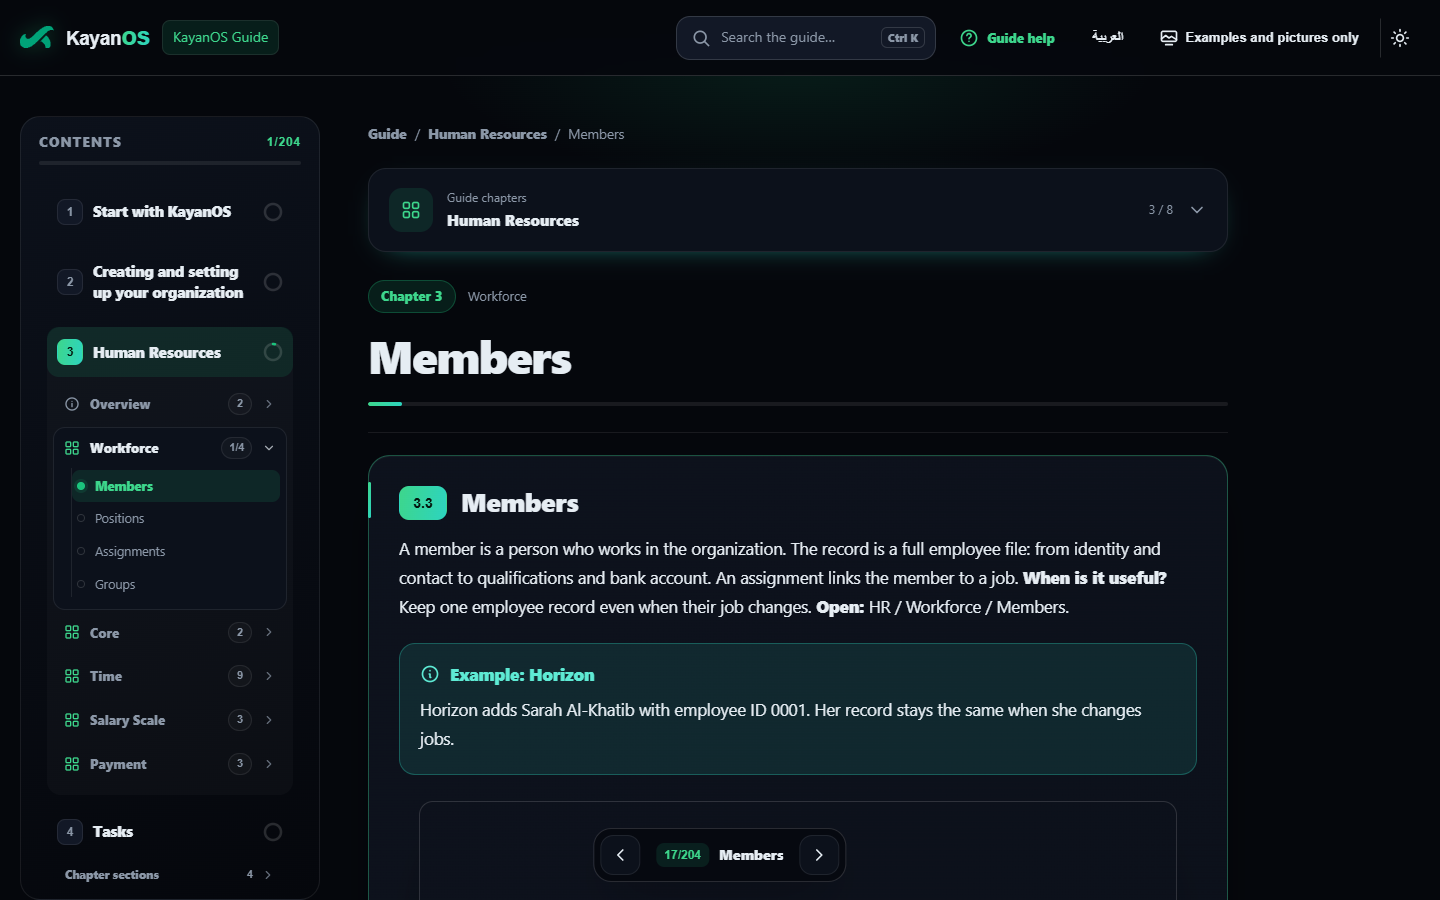 KayanOS
KayanOS Guide
Search the guide...
Ctrl K
Guide help
العربية
Examples and pictures only
CONTENTS
1/204
1
Start with KayanOS
2
Creating and setting
up your organization
3
Human Resources
Overview
2
Workforce
1/4
Members
Positions
Assignments
Groups
Core
2
Time
9
Salary Scale
3
Payment
3
4
Tasks
Chapter sections
4
Guide / Human Resources / Members
Guide chapters
Human Resources
3 / 8
Chapter 3
Workforce
Members
3.3
Members
A member is a person who works in the organization. The record is a full employee file: from identity and
contact to qualifications and bank account. An assignment links the member to a job. When is it useful?
Keep one employee record even when their job changes. Open: HR / Workforce / Members.
Example: Horizon
Horizon adds Sarah Al-Khatib with employee ID 0001. Her record stays the same when she changes
jobs.
17/204
Members